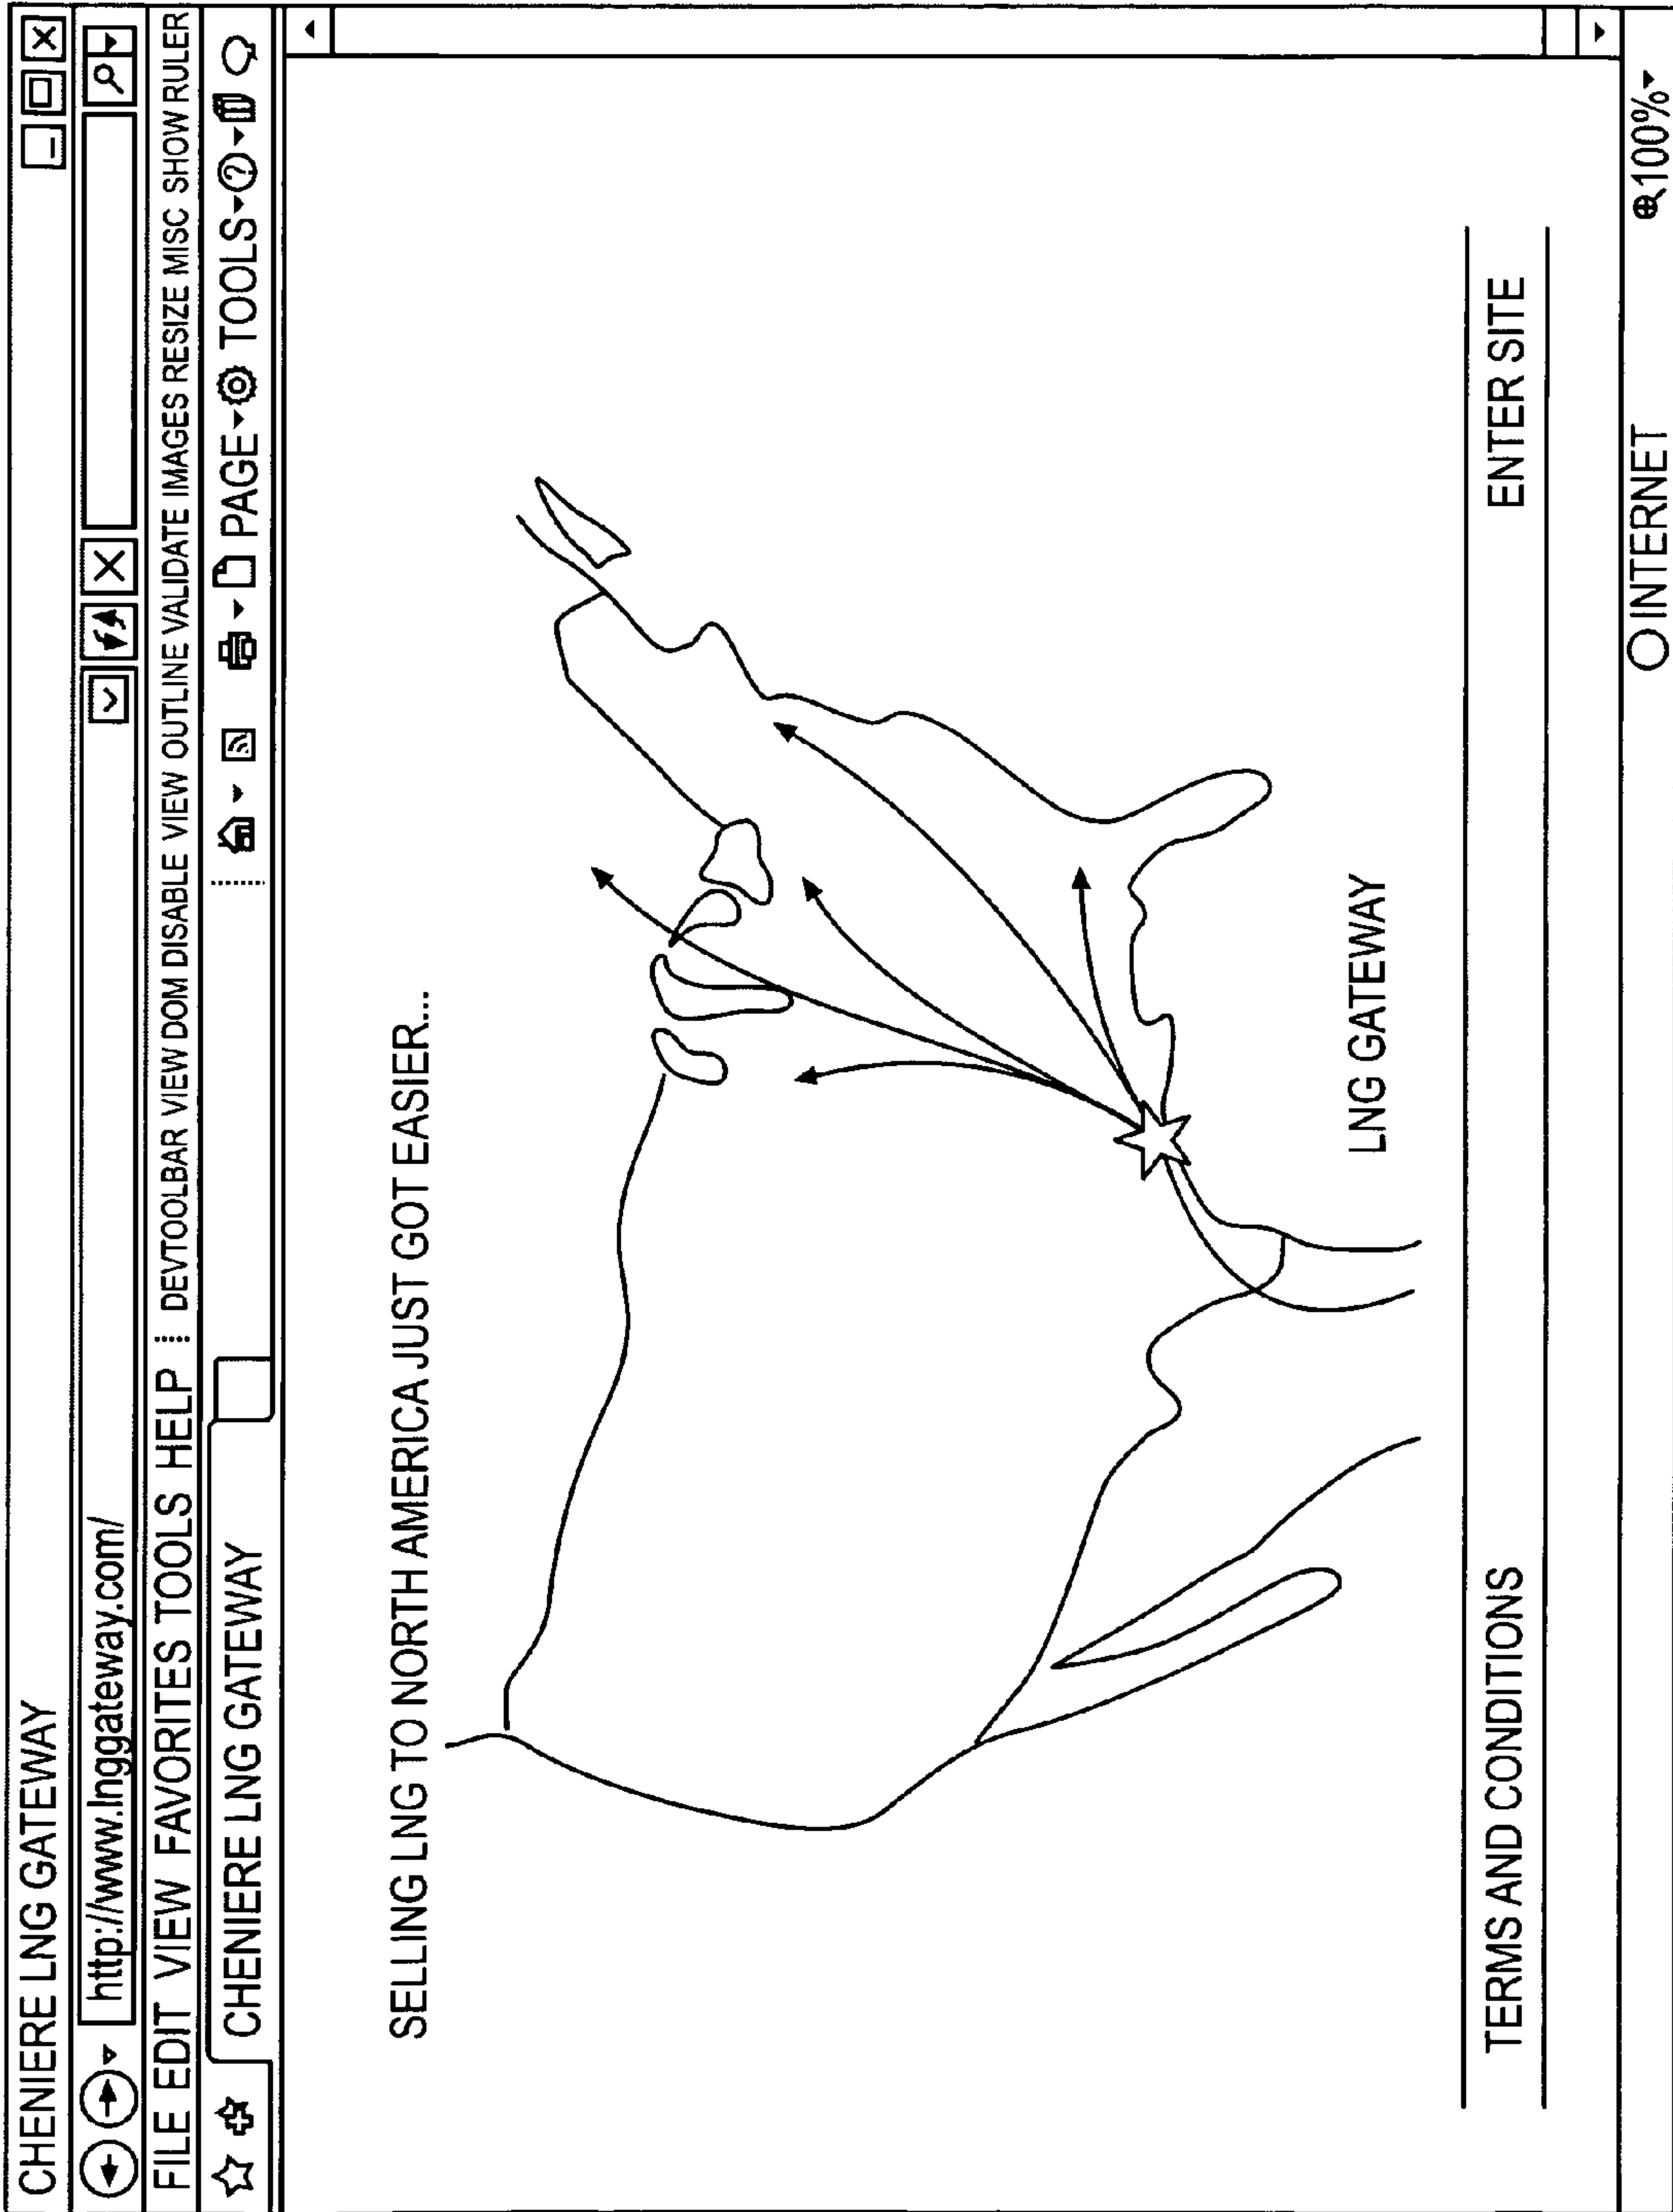 CHENIERE LNG GATEWAY
http://www.lnggateway.com/
FILE EDIT VIEW FAVORITES TOOLS HELP DEVTOOLBAR VIEW DOM DISABLE VIEW OUTLINE VALIDATE IMAGES RESIZE MISC SHOW RULER
CHENIERE LNG GATEWAY PAGE TOOLS
SELLING LNG TO NORTH AMERICA JUST GOT EASIER...
LNG GATEWAY
TERMS AND CONDITIONS ENTER SITE
INTERNET 100%